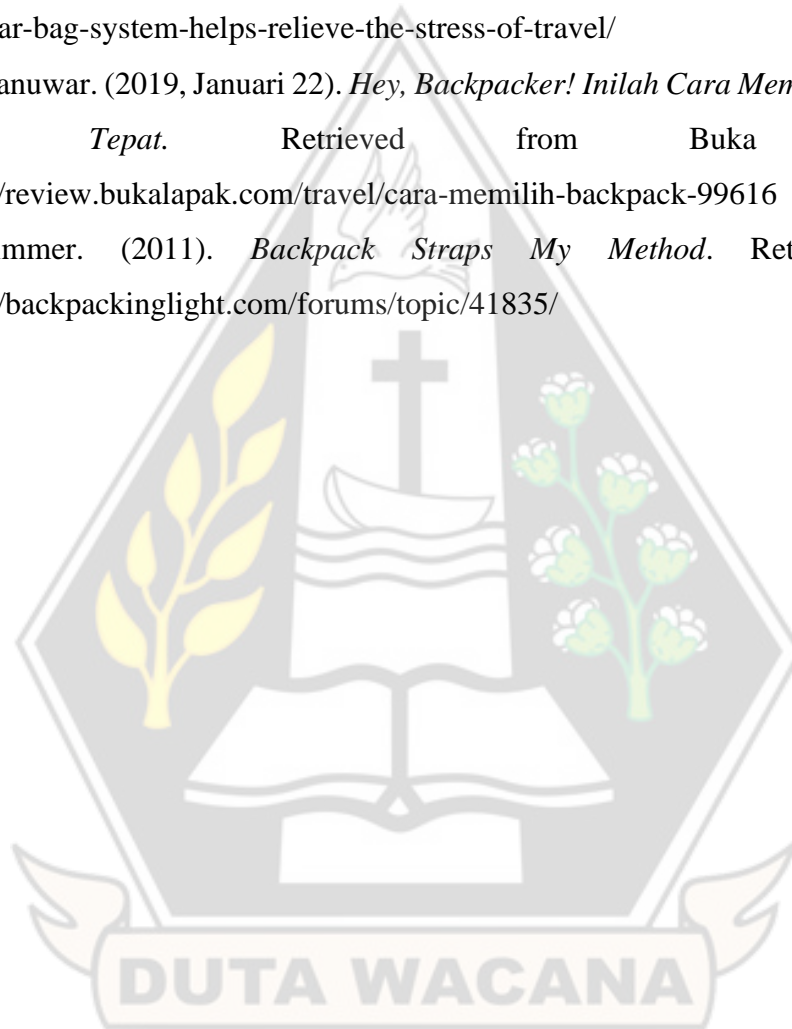 ar-bag-system-helps-relieve-the-stress-of-travel/
anuwar. (2019, Januari 22). Hey, Backpacker! Inilah Cara Mem
Tepat. Retrieved from Buka
/review.bukalapak.com/travel/cara-memilih-backpack-99616
mmer. (2011). Backpack Straps My Method. Ret
/backpackinglight.com/forums/topic/41835/
DUTA WACANA